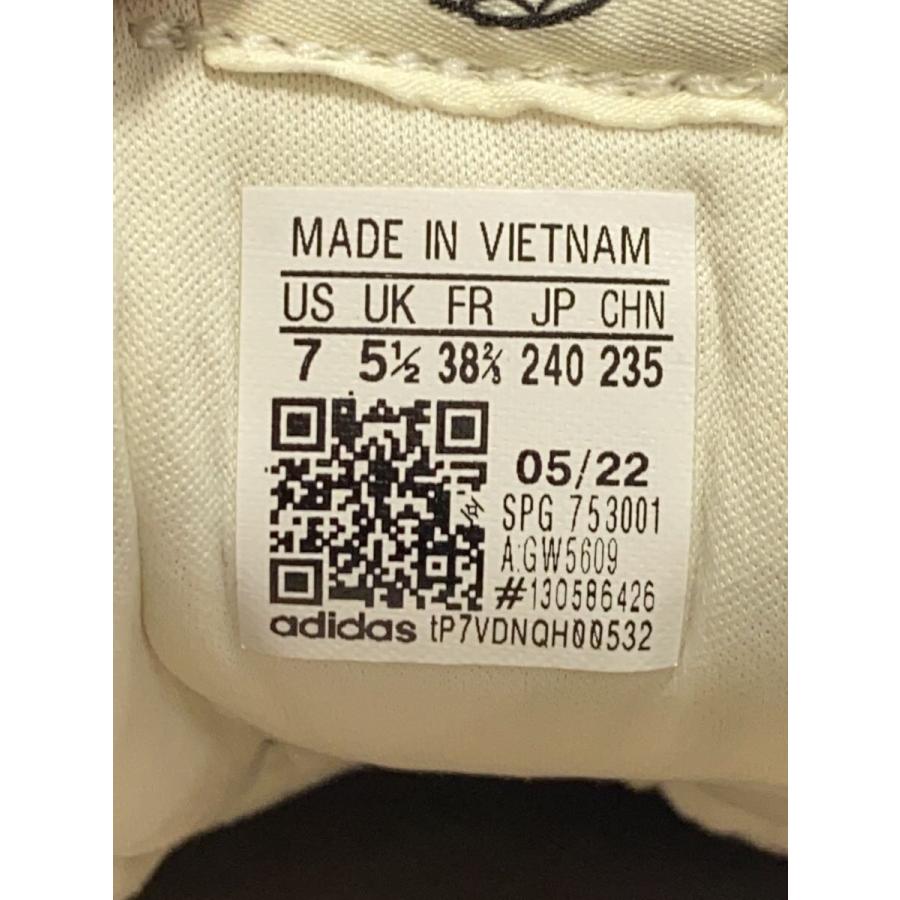 MADE IN VIETNAM
US UK FR JP CHN
7 5½ 38⅔ 240 235
05/22
SPG 753001
A:GW5609
#130586426
adidas tP7VDNQH00532